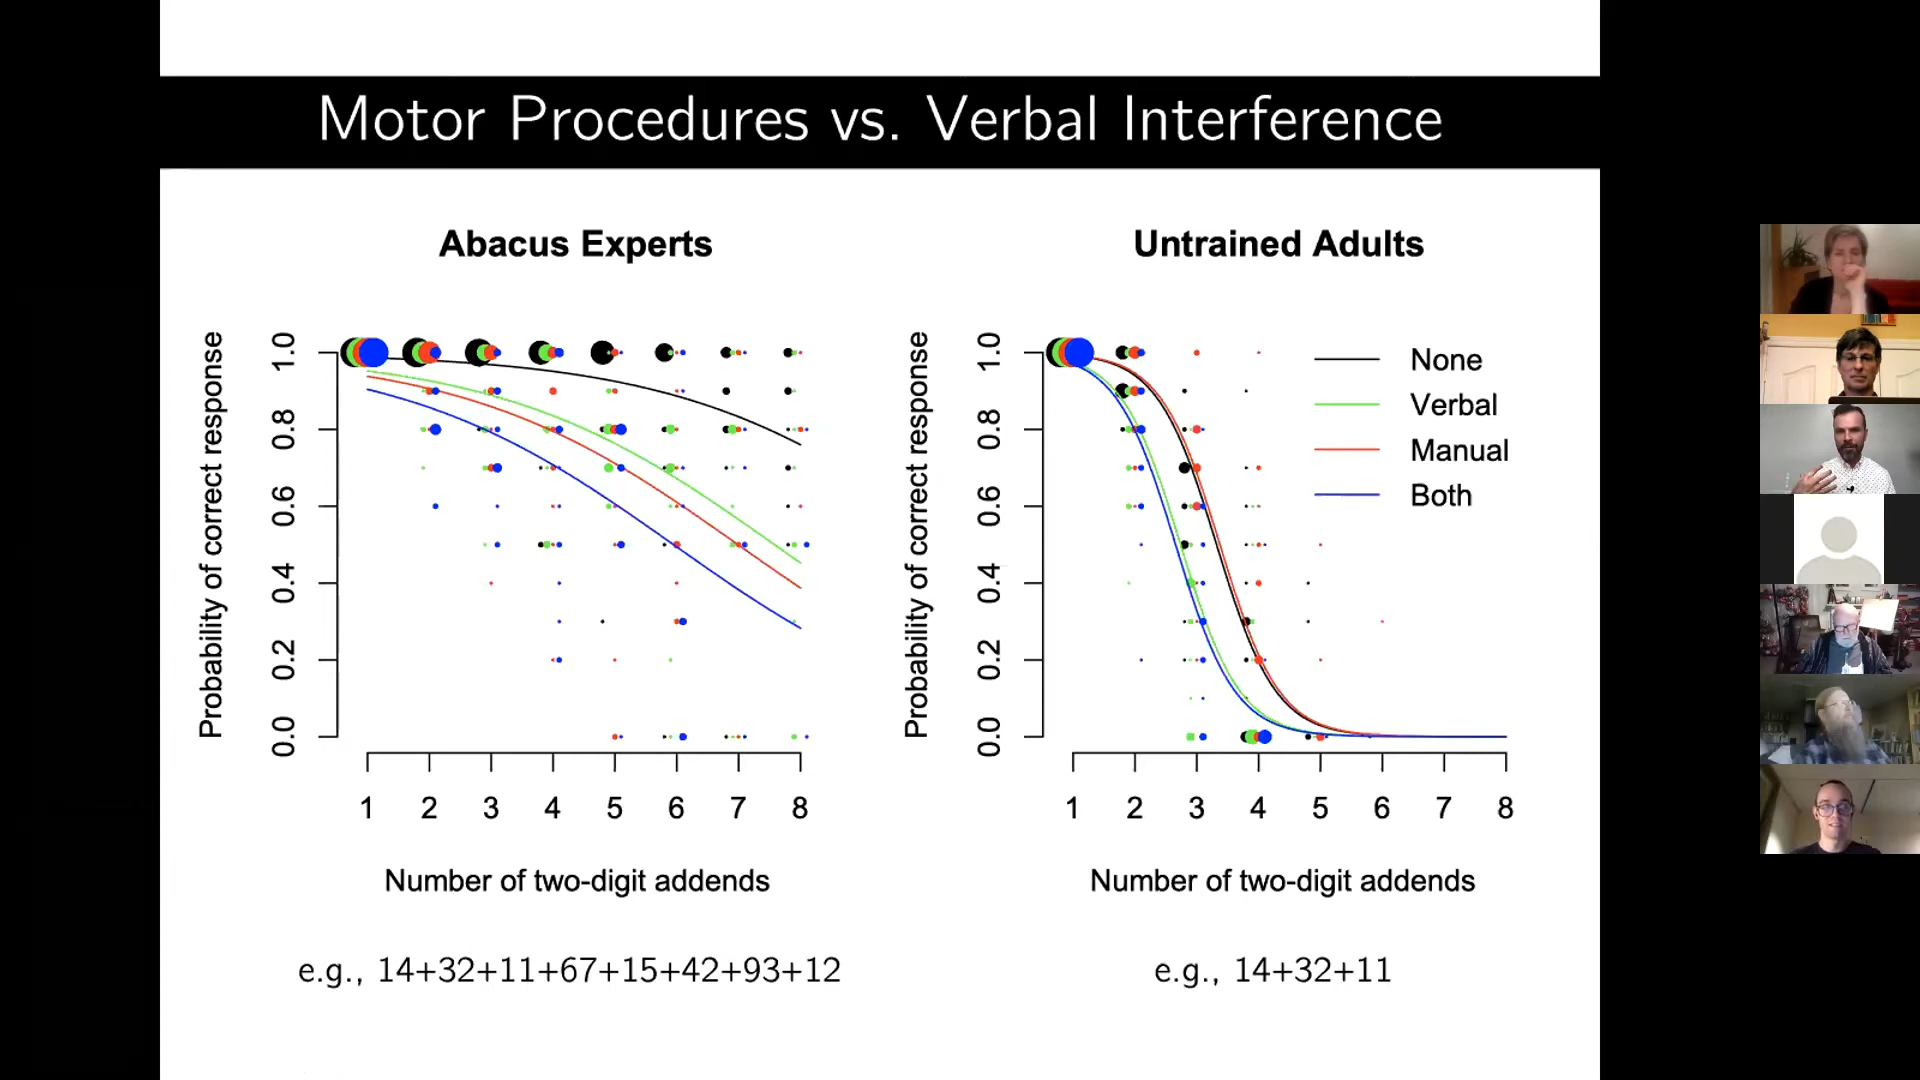 Motor Procedures vs. Verbal Interference
Abacus Experts
Probability of correct response
1.0
0.8
0.6
0.4
0.2
0.0
1 2 3 4 5 6 7 8
Number of two-digit addends
e.g., 14+32+11+67+15+42+93+12
Untrained Adults
Probability of correct response
1.0
0.8
0.6
0.4
0.2
0.0
None
Verbal
Manual
Both
1 2 3 4 5 6 7 8
Number of two-digit addends
e.g., 14+32+11